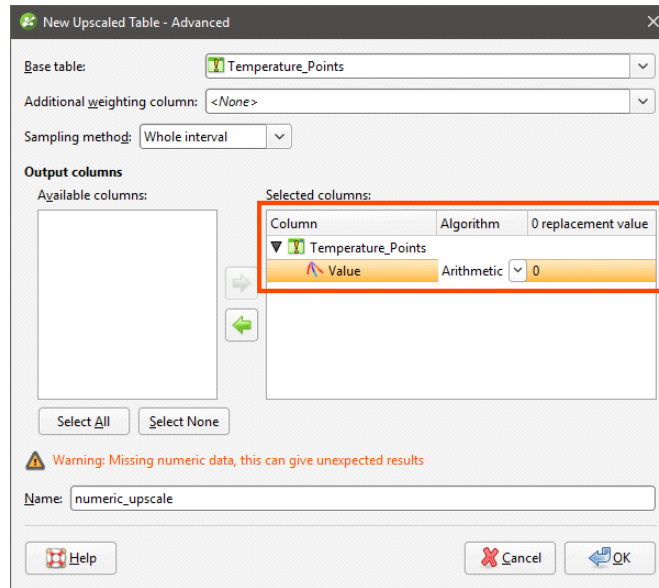 New Upscaled Table - Advanced
Base table: Temperature_Points
Additional weighting column: <None>
Sampling method: Whole interval
Output columns
Available columns: Selected columns:
Column Algorithm 0 replacement value
Temperature_Points
Value Arithmetic 0
Select All Select None
Warning: Missing numeric data, this can give unexpected results
Name: numeric_upscale
Help Cancel OK